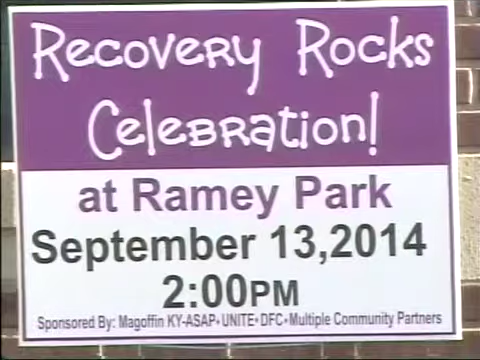 Recovery Rocks
Celebration!
at Ramey Park
September 13,2014
2:00PM
Sponsored By: Magoffin KY-ASAP•UNITE•DFC•Multiple Community Partners